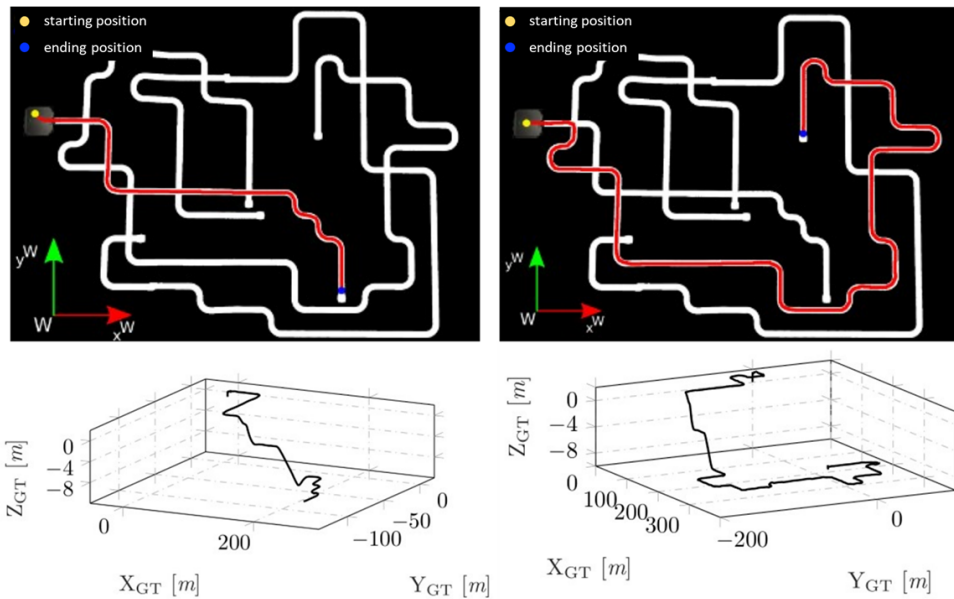 starting position
ending position
y^W
W
x^W
starting position
ending position
y^W
W
x^W
Z_GT [m]
0
−4
−8
0
200
X_GT [m]
−100
−50
0
Y_GT [m]
Z_GT [m]
0
−4
−8
0
100
200
300
X_GT [m]
−200
0
Y_GT [m]